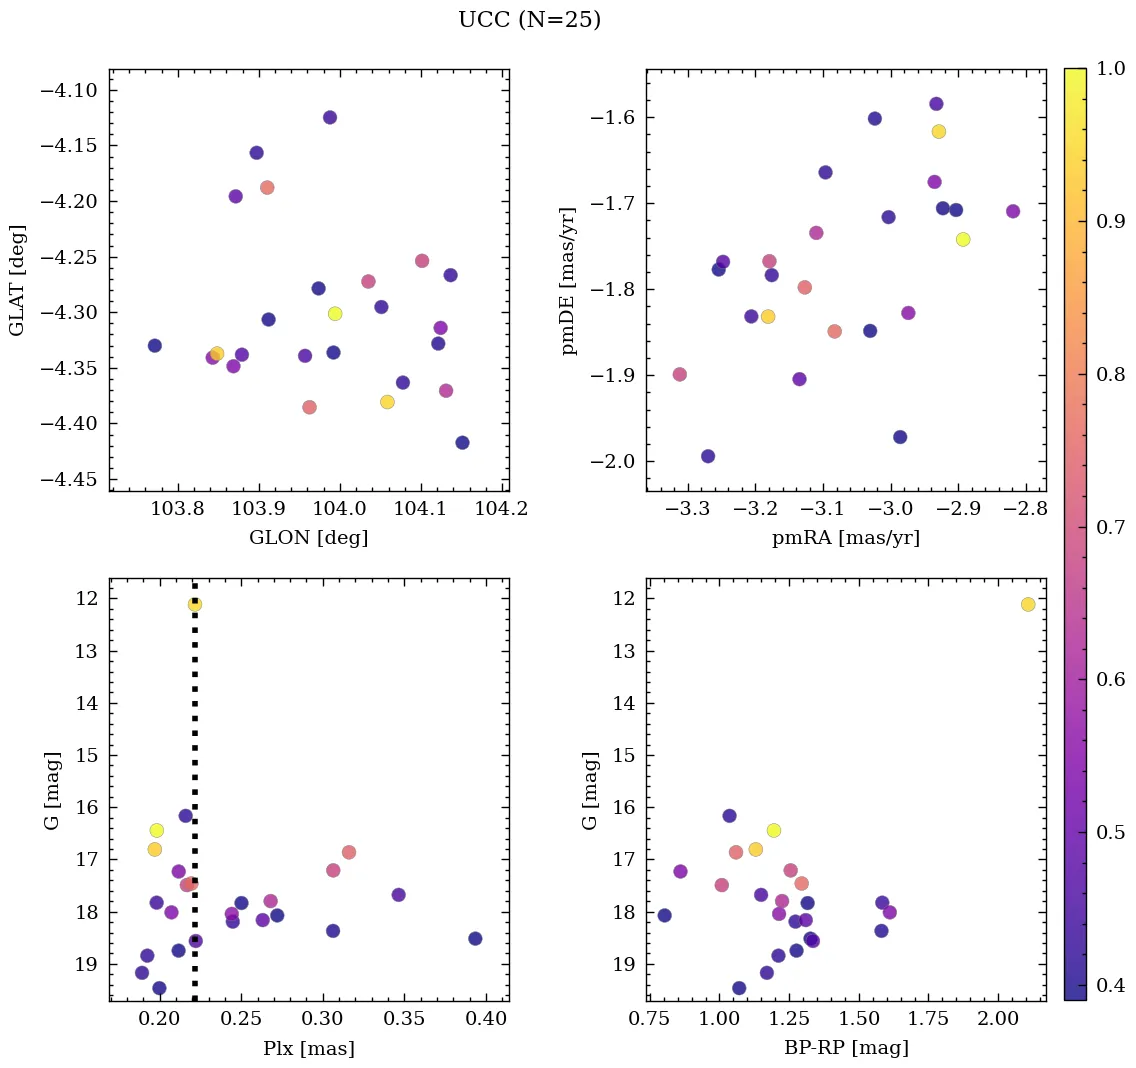 UCC (N=25)
−4.10
−4.15
−4.20
−4.25
−4.30
−4.35
−4.40
−4.45
GLAT [deg]
103.8 103.9 104.0 104.1 104.2
GLON [deg]
−1.6
−1.7
−1.8
−1.9
−2.0
pmDE [mas/yr]
−3.3 −3.2 −3.1 −3.0 −2.9 −2.8
pmRA [mas/yr]
12
13
14
15
16
17
18
19
G [mag]
0.20 0.25 0.30 0.35 0.40
Plx [mas]
12
13
14
15
16
17
18
19
G [mag]
0.75 1.00 1.25 1.50 1.75 2.00
BP-RP [mag]
1.0
0.9
0.8
0.7
0.6
0.5
0.4